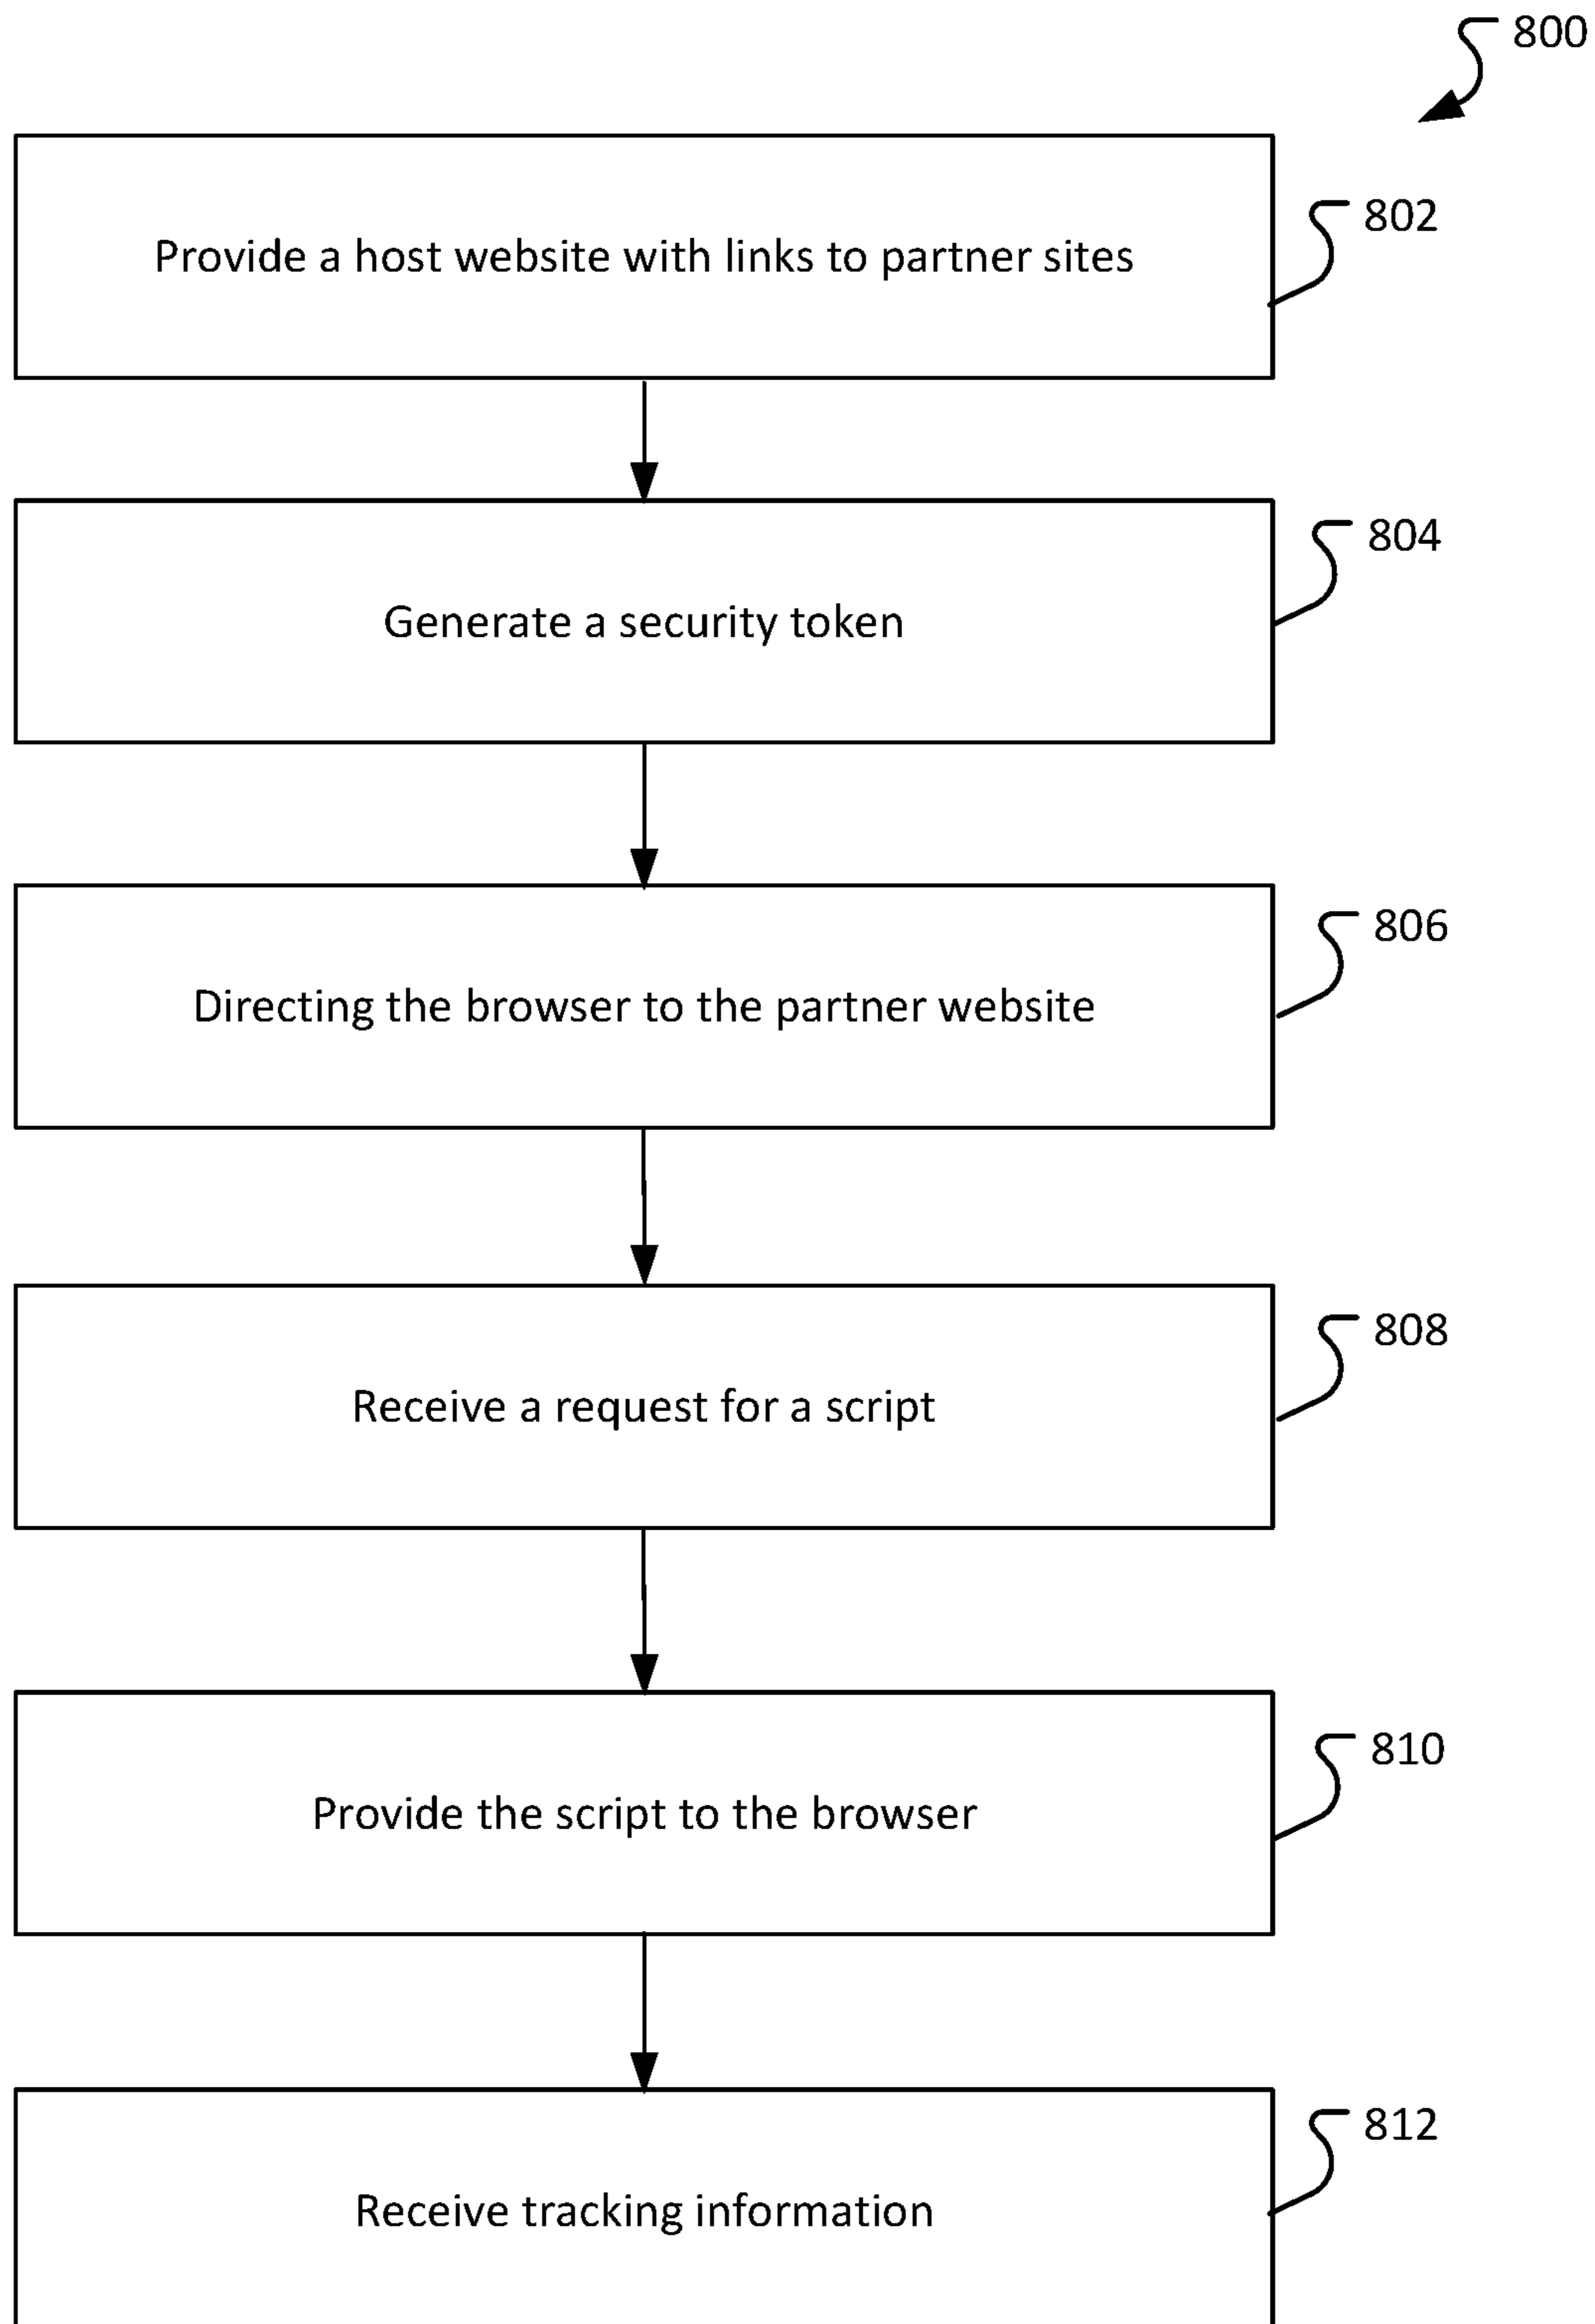 800
802
Provide a host website with links to partner sites
804
Generate a security token
806
Directing the browser to the partner website
808
Receive a request for a script
810
Provide the script to the browser
812
Receive tracking information